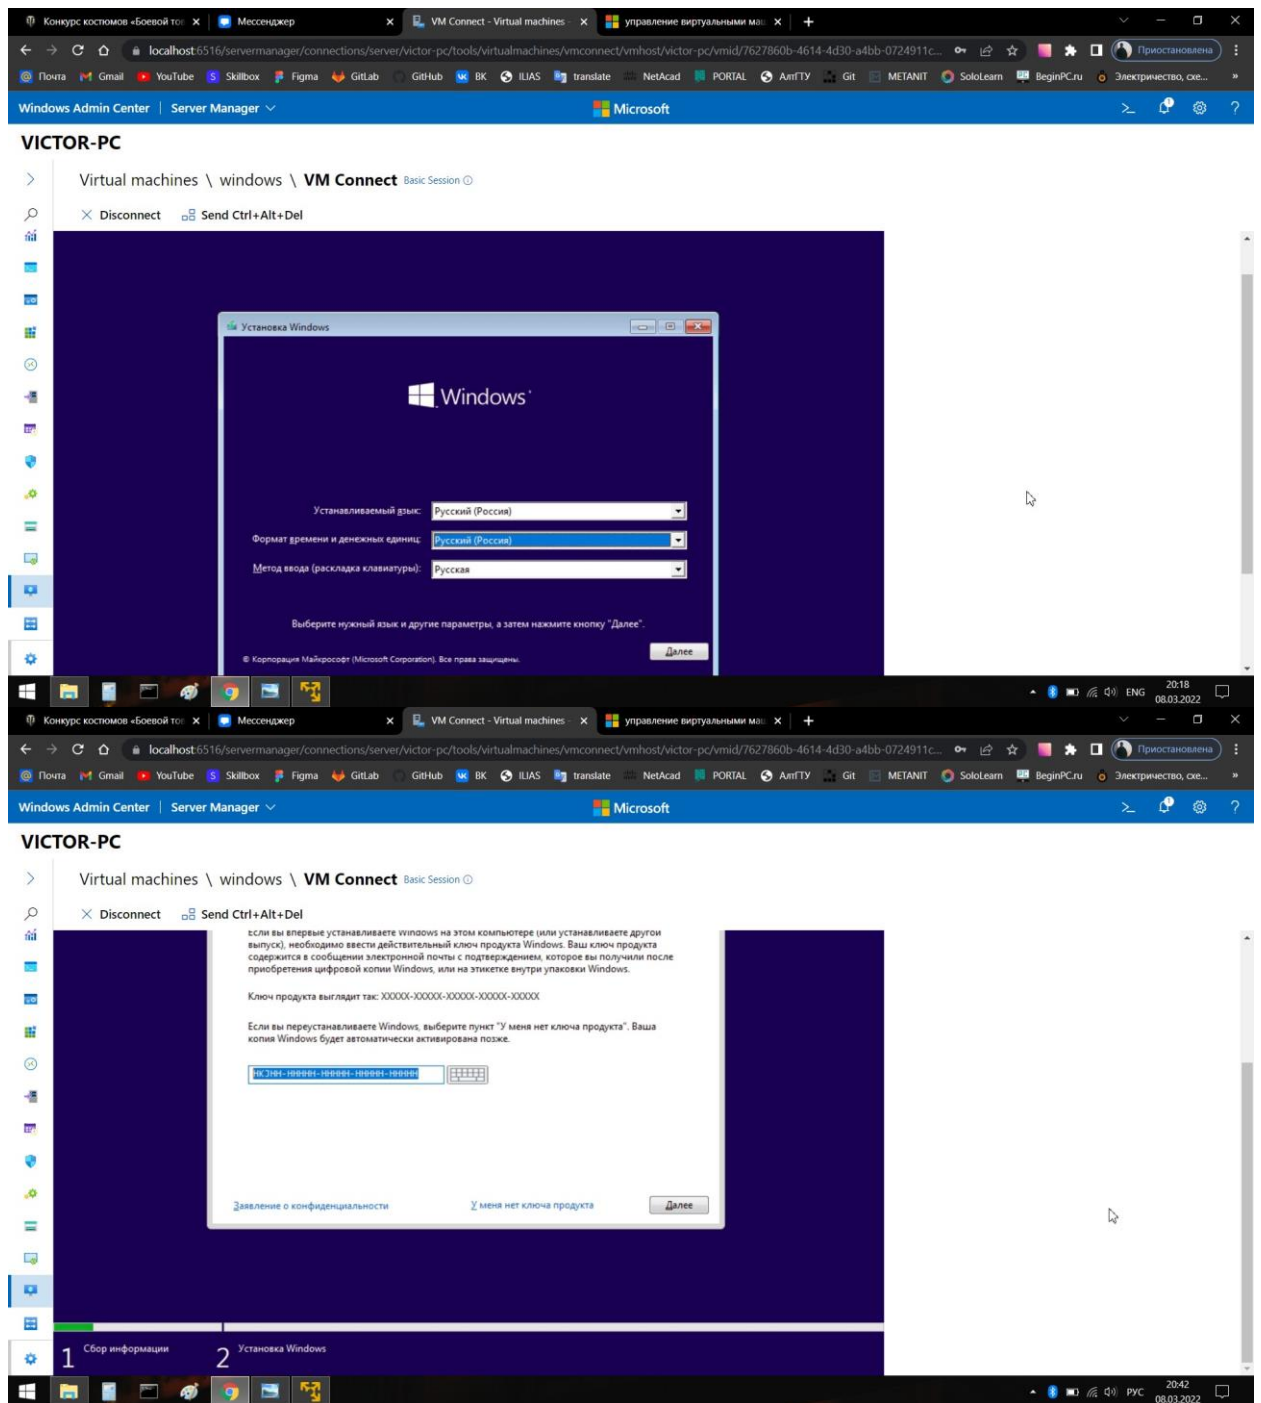 Конкурс костюмов «Боевой топ
Мессенджер
VM Connect - Virtual machines -
управление виртуальными маш
localhost:6516/servermanager/connections/server/victor-pc/tools/virtualmachines/vmconnect/vmhost/victor-pc/vmid/7627860b-4614-4d30-a4bb-0724911c...
Приостановлена
Почта Gmail YouTube Skillbox Figma GitLab GitHub ВК ILIAS translate NetAcad PORTAL АлтГТУ Git METANIT SoloLearn BeginPC.ru Электричество, схе... »
Windows Admin Center | Server Manager
Microsoft
VICTOR-PC
Virtual machines \ windows \ VM Connect Basic Session
Disconnect Send Ctrl+Alt+Del
Установка Windows
Windows
Устанавливаемый язык: Русский (Россия)
Формат времени и денежных единиц: Русский (Россия)
Метод ввода (раскладка клавиатуры): Русская
Выберите нужный язык и другие параметры, а затем нажмите кнопку "Далее".
Далее
© Корпорация Майкрософт (Microsoft Corporation). Все права защищены.
ENG
20:18
08.03.2022
Конкурс костюмов «Боевой топ
Мессенджер
VM Connect - Virtual machines -
управление виртуальными маш
localhost:6516/servermanager/connections/server/victor-pc/tools/virtualmachines/vmconnect/vmhost/victor-pc/vmid/7627860b-4614-4d30-a4bb-0724911c...
Приостановлена
Почта Gmail YouTube Skillbox Figma GitLab GitHub ВК ILIAS translate NetAcad PORTAL АлтГТУ Git METANIT SoloLearn BeginPC.ru Электричество, схе... »
Windows Admin Center | Server Manager
Microsoft
VICTOR-PC
Virtual machines \ windows \ VM Connect Basic Session
Disconnect Send Ctrl+Alt+Del
Если вы впервые устанавливаете Windows на этом компьютере (или устанавливаете другой
выпуск), необходимо ввести действительный ключ продукта Windows. Ваш ключ продукта
содержится в сообщении электронной почты с подтверждением, которое вы получили после
приобретения цифровой копии Windows, или на этикетке внутри упаковки Windows.
Ключ продукта выглядит так: XXXXX-XXXXX-XXXXX-XXXXX-XXXXX
Если вы переустанавливаете Windows, выберите пункт "У меня нет ключа продукта". Ваша
копия Windows будет автоматически активирована позже.
Заявление о конфиденциальности
У меня нет ключа продукта
Далее
1 Сбор информации
2 Установка Windows
РУС
20:42
08.03.2022